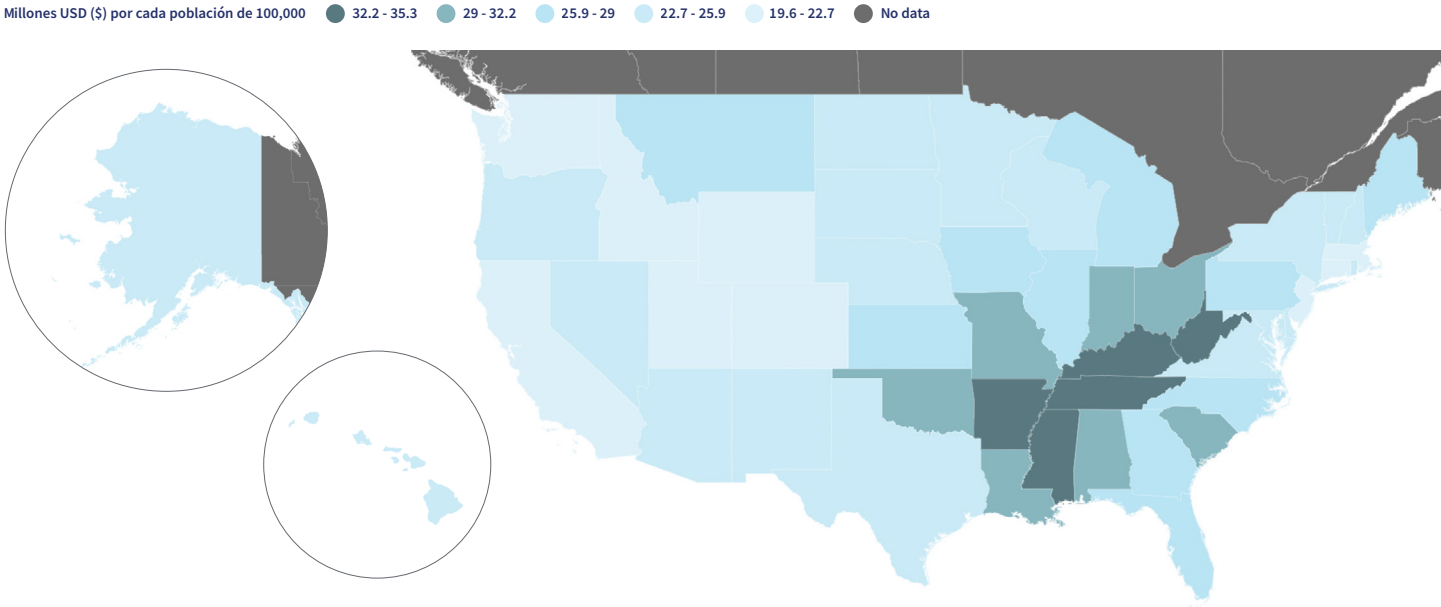 Millones USD ($) por cada población de 100,000 32.2 - 35.3 29 - 32.2 25.9 - 29 22.7 - 25.9 19.6 - 22.7 No data